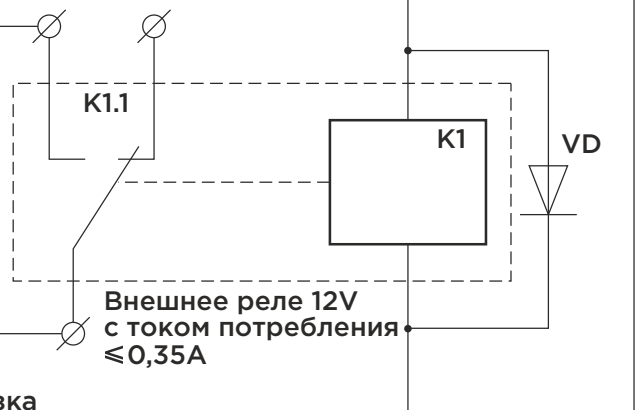 K1.1
K1
VD
Внешнее реле 12V
с током потребления
≤0,35A